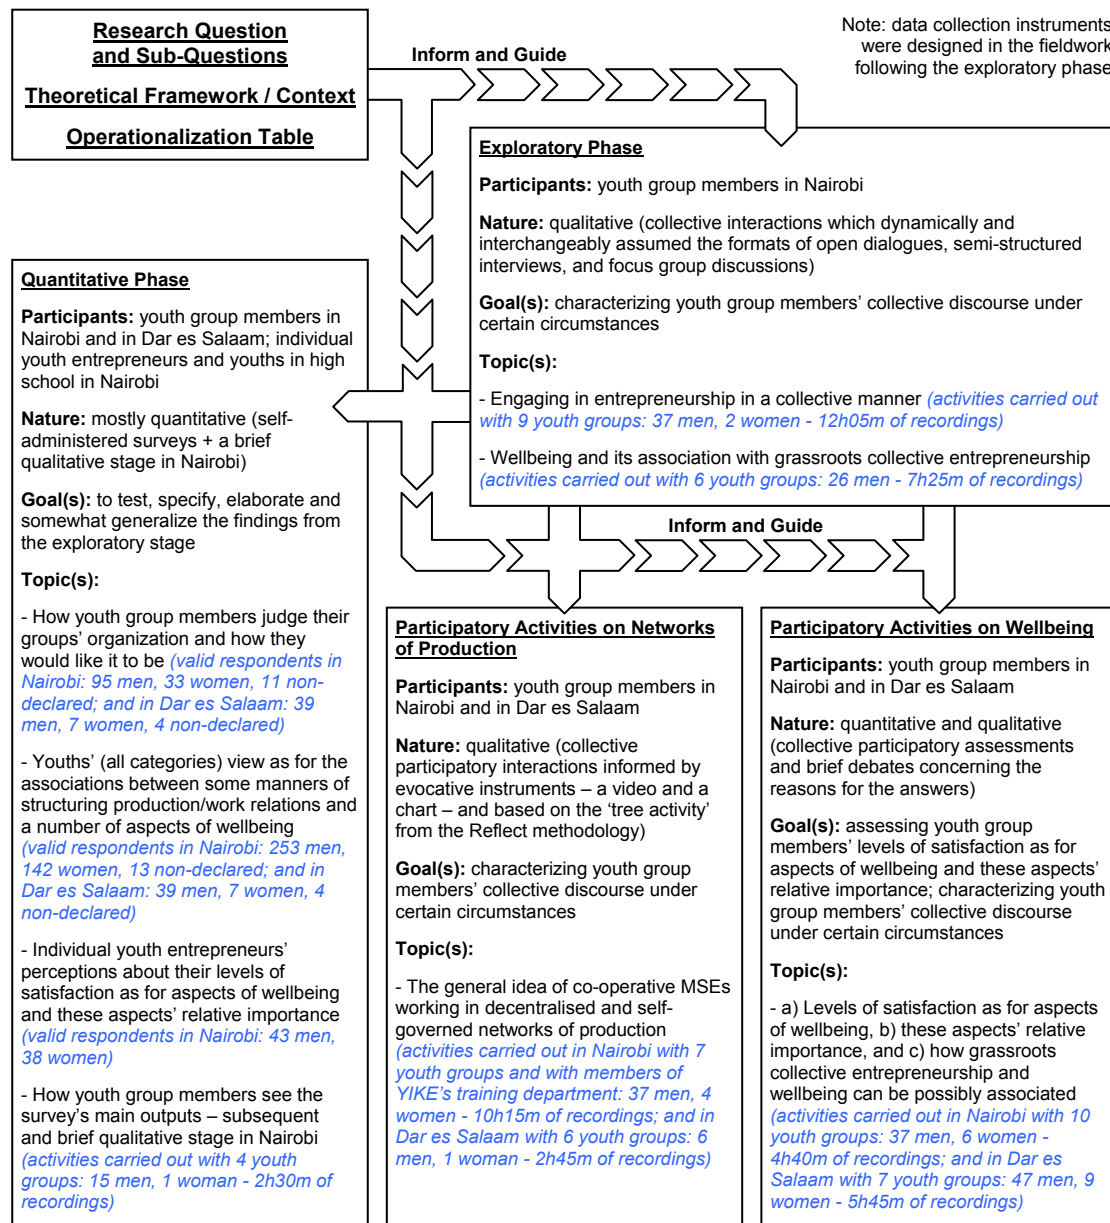 Research Question
and Sub-Questions
Theoretical Framework / Context
Operationalization Table
Inform and Guide
Note: data collection instruments
were designed in the fieldwork
following the exploratory phase
Exploratory Phase
Participants: youth group members in Nairobi
Nature: qualitative (collective interactions which dynamically and
interchangeably assumed the formats of open dialogues, semi-structured
interviews, and focus group discussions)
Goal(s): characterizing youth group members' collective discourse under
certain circumstances
Topic(s):
- Engaging in entrepreneurship in a collective manner (activities carried out
with 9 youth groups: 37 men, 2 women - 12h05m of recordings)
- Wellbeing and its association with grassroots collective entrepreneurship
(activities carried out with 6 youth groups: 26 men - 7h25m of recordings)
Quantitative Phase
Participants: youth group members in
Nairobi and in Dar es Salaam; individual
youth entrepreneurs and youths in high
school in Nairobi
Nature: mostly quantitative (self-
administered surveys + a brief
qualitative stage in Nairobi)
Goal(s): to test, specify, elaborate and
somewhat generalize the findings from
the exploratory stage
Topic(s):
- How youth group members judge their
groups' organization and how they
would like it to be (valid respondents in
Nairobi: 95 men, 33 women, 11 non-
declared; and in Dar es Salaam: 39
men, 7 women, 4 non-declared)
- Youths' (all categories) view as for the
associations between some manners of
structuring production/work relations and
a number of aspects of wellbeing
(valid respondents in Nairobi: 253 men,
142 women, 13 non-declared; and in
Dar es Salaam: 39 men, 7 women, 4
non-declared)
- Individual youth entrepreneurs'
perceptions about their levels of
satisfaction as for aspects of wellbeing
and these aspects' relative importance
(valid respondents in Nairobi: 43 men,
38 women)
- How youth group members see the
survey's main outputs – subsequent
and brief qualitative stage in Nairobi
(activities carried out with 4 youth
groups: 15 men, 1 woman - 2h30m of
recordings)
Inform and Guide
Participatory Activities on Networks
of Production
Participants: youth group members in
Nairobi and in Dar es Salaam
Nature: qualitative (collective
participatory interactions informed by
evocative instruments – a video and a
chart – and based on the 'tree activity'
from the Reflect methodology)
Goal(s): characterizing youth group
members' collective discourse under
certain circumstances
Topic(s):
- The general idea of co-operative MSEs
working in decentralised and self-
governed networks of production
(activities carried out in Nairobi with 7
youth groups and with members of
YIKE's training department: 37 men, 4
women - 10h15m of recordings; and in
Dar es Salaam with 6 youth groups: 6
men, 1 woman - 2h45m of recordings)
Participatory Activities on Wellbeing
Participants: youth group members in
Nairobi and in Dar es Salaam
Nature: quantitative and qualitative
(collective participatory assessments
and brief debates concerning the
reasons for the answers)
Goal(s): assessing youth group
members' levels of satisfaction as for
aspects of wellbeing and these aspects'
relative importance; characterizing youth
group members' collective discourse
under certain circumstances
Topic(s):
- a) Levels of satisfaction as for aspects
of wellbeing, b) these aspects' relative
importance, and c) how grassroots
collective entrepreneurship and
wellbeing can be possibly associated
(activities carried out in Nairobi with 10
youth groups: 37 men, 6 women -
4h40m of recordings; and in Dar es
Salaam with 7 youth groups: 47 men, 9
women - 5h45m of recordings)